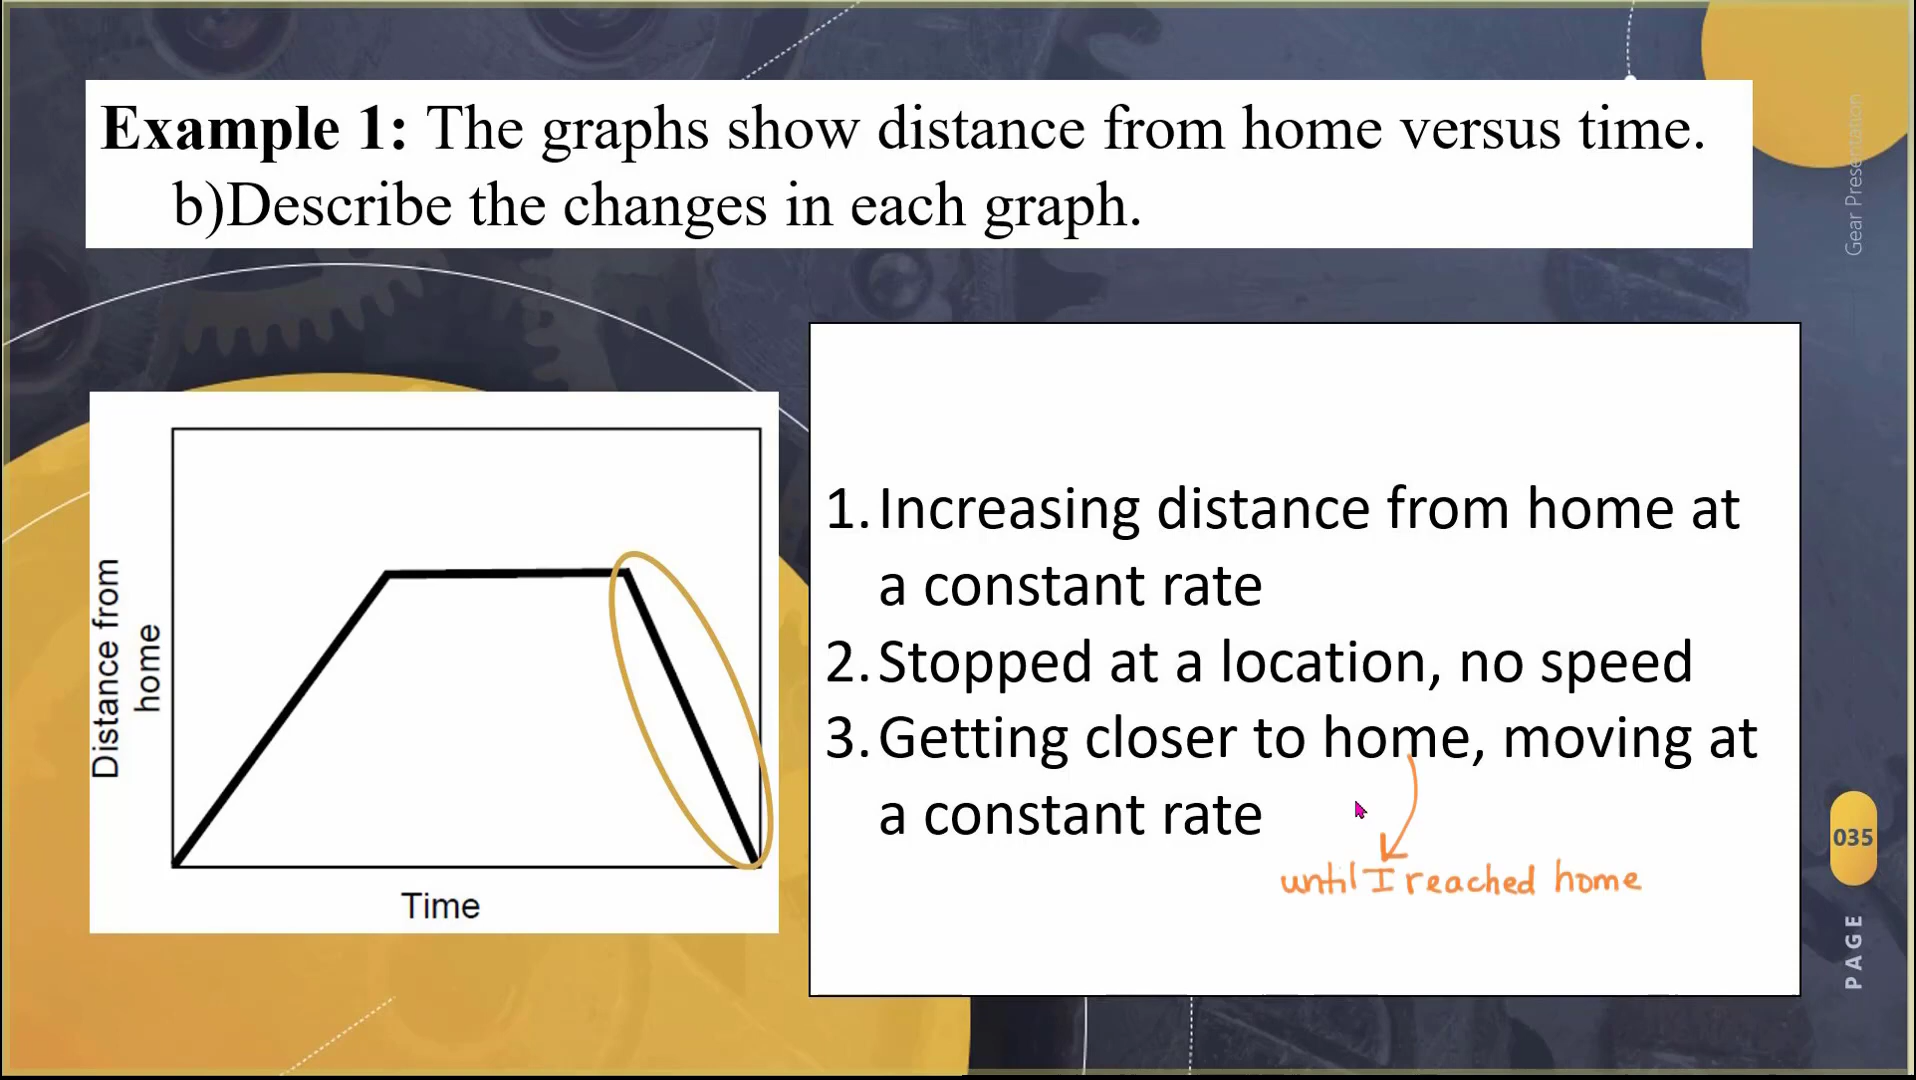 Example 1: The graphs show distance from home versus time.
b)Describe the changes in each graph.
Distance from
home
Time
1. Increasing distance from home at
a constant rate
2. Stopped at a location, no speed
3. Getting closer to home, moving at
a constant rate
until I reached home
Gear Presentation
035
PAGE